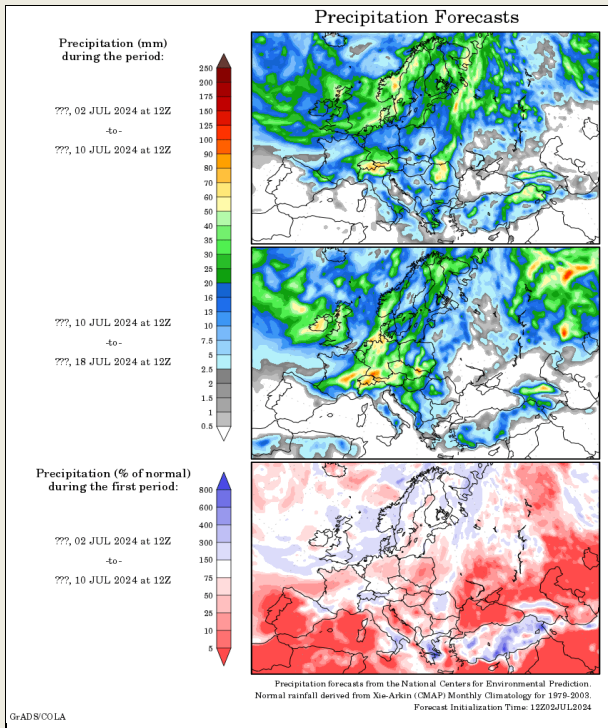 Precipitation Forecasts
Precipitation (mm)
during the period:
???, 02 JUL 2024 at 12Z
-to-
???, 10 JUL 2024 at 12Z
250
200
175
150
125
100
90
80
70
60
50
40
35
30
25
20
16
13
10
7.5
5
2.5
2
1.5
1
0.5
???, 10 JUL 2024 at 12Z
-to-
???, 18 JUL 2024 at 12Z
Precipitation (% of normal)
during the first period:
???, 02 JUL 2024 at 12Z
-to-
???, 10 JUL 2024 at 12Z
800
600
400
300
150
75
50
25
10
5
Precipitation forecasts from the National Centers for Environmental Prediction.
Normal rainfall derived from Xie-Arkin (CMAP) Monthly Climatology for 1979-2003.
Forecast Initialization Time: 12Z02JUL2024
GrADS/COLA